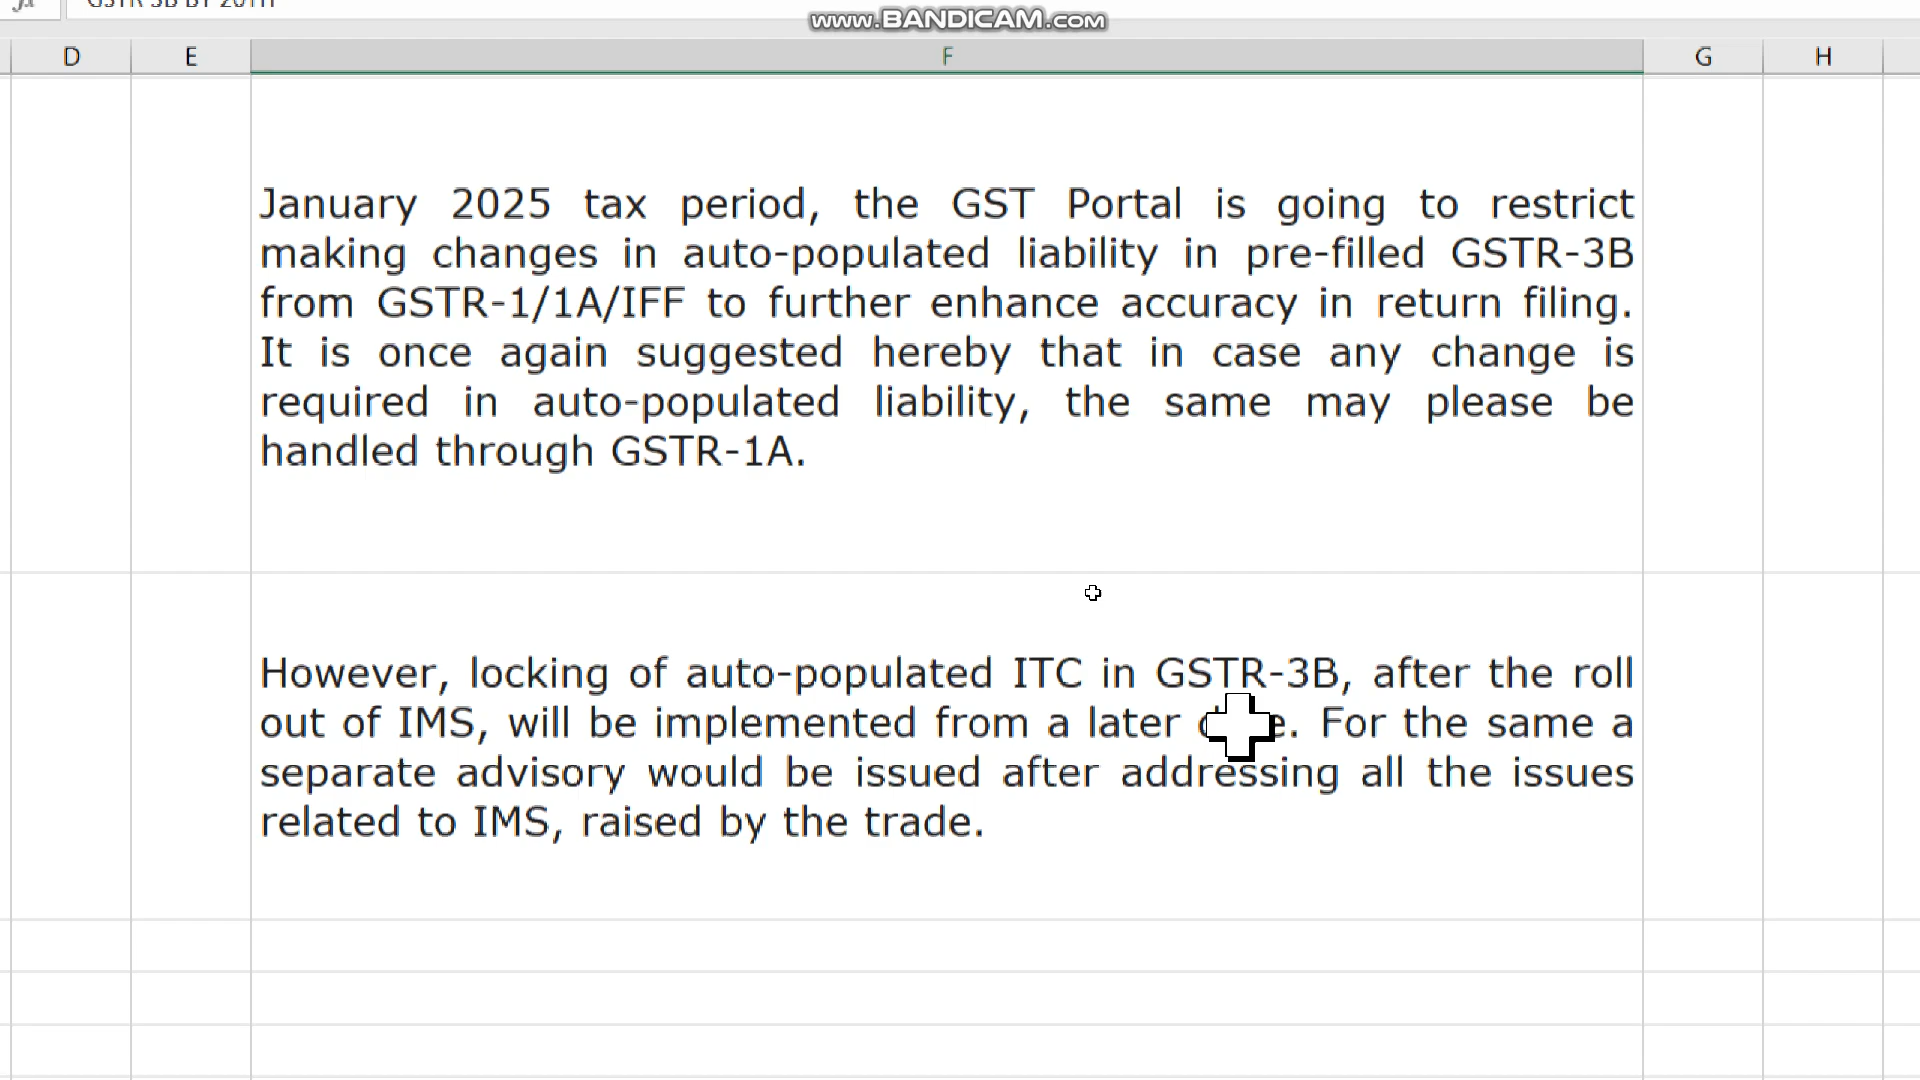 GSTR 3B BY 20TH
www.BANDICAM.com
D E F G H
January 2025 tax period, the GST Portal is going to restrict
making changes in auto-populated liability in pre-filled GSTR-3B
from GSTR-1/1A/IFF to further enhance accuracy in return filing.
It is once again suggested hereby that in case any change is
required in auto-populated liability, the same may please be
handled through GSTR-1A.
However, locking of auto-populated ITC in GSTR-3B, after the roll
out of IMS, will be implemented from a later . For the same a
separate advisory would be issued after addressing all the issues
related to IMS, raised by the trade.